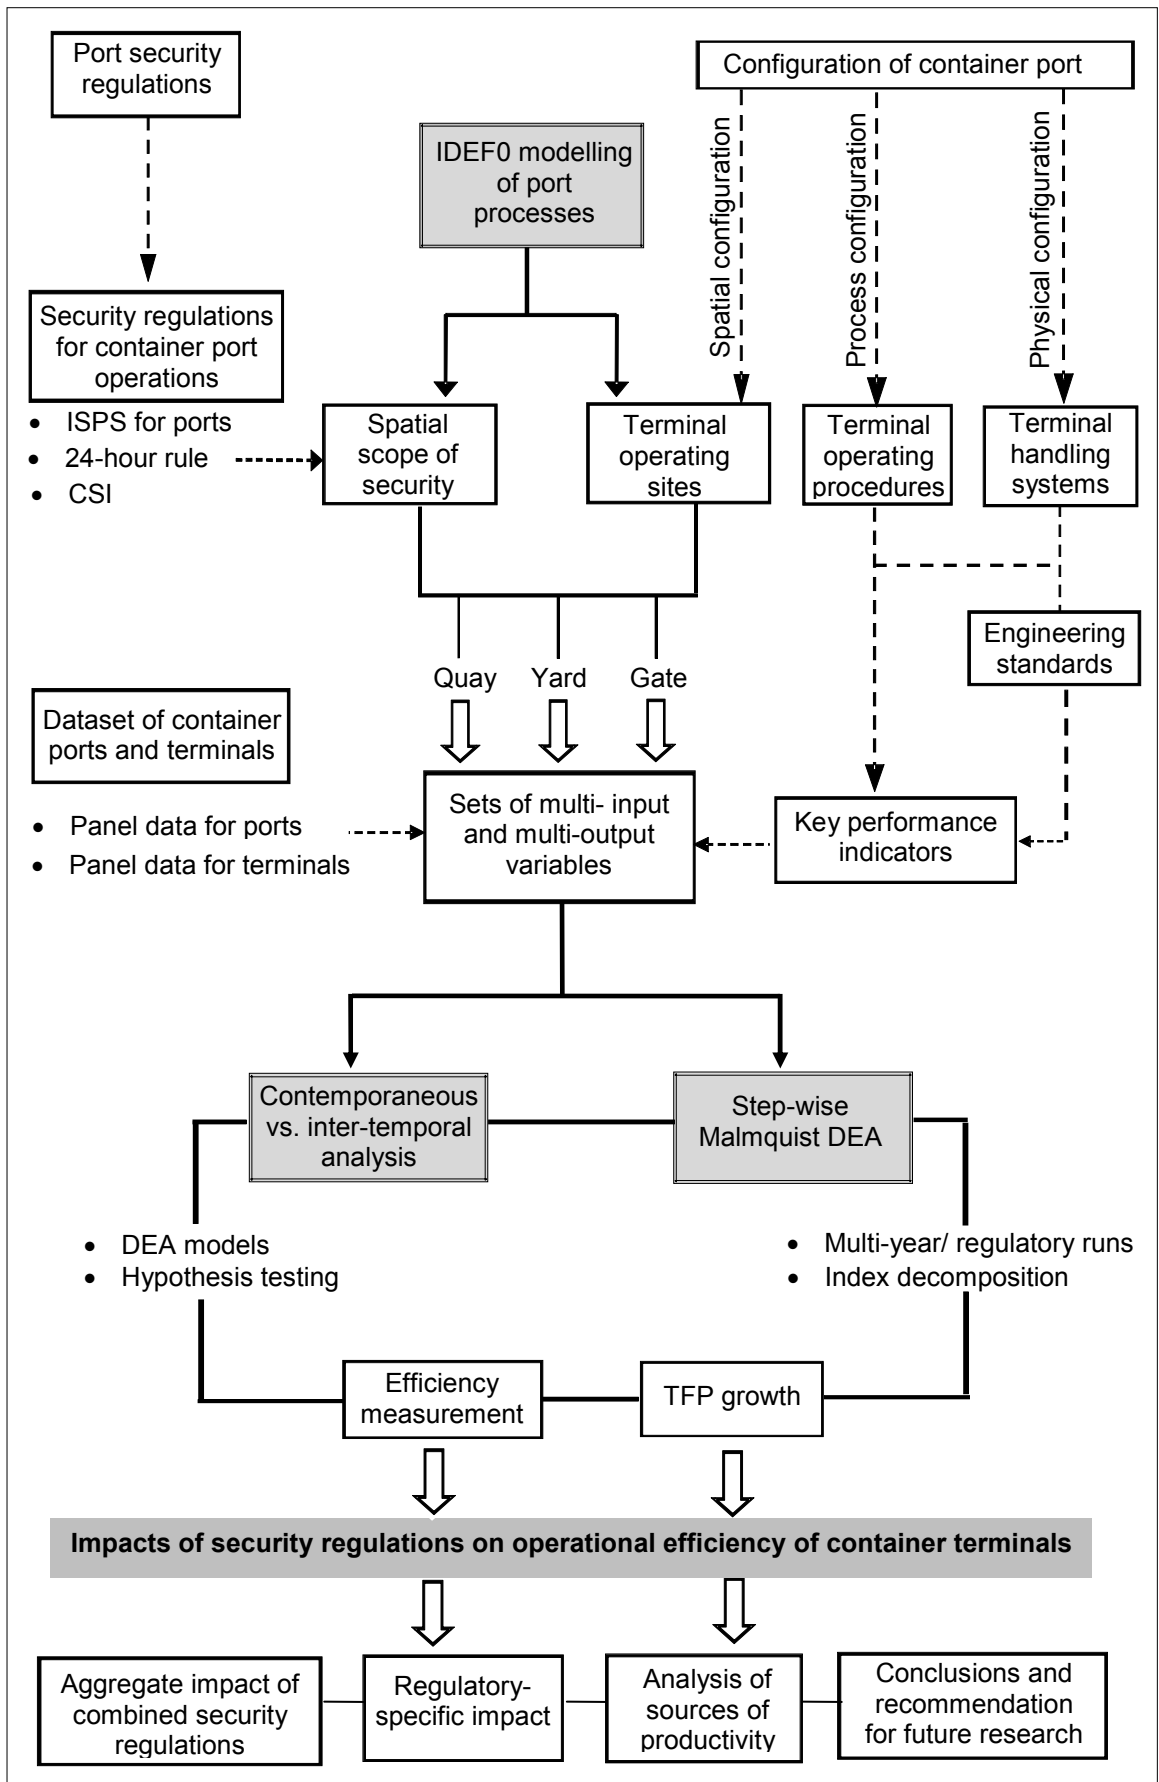 Port security
regulations
Configuration of container port
IDEF0 modelling
of port
processes
Spatial configuration
Process configuration
Physical configuration
Security regulations
for container port
operations
• ISPS for ports
• 24-hour rule
• CSI
Spatial
scope of
security
Terminal
operating
sites
Terminal
operating
procedures
Terminal
handling
systems
Engineering
standards
Quay
Yard
Gate
Dataset of container
ports and terminals
• Panel data for ports
• Panel data for terminals
Sets of multi- input
and multi-output
variables
Key performance
indicators
Contemporaneous
vs. inter-temporal
analysis
Step-wise
Malmquist DEA
• DEA models
• Hypothesis testing
• Multi-year/ regulatory runs
• Index decomposition
Efficiency
measurement
TFP growth
Impacts of security regulations on operational efficiency of container terminals
Aggregate impact of
combined security
regulations
Regulatory-
specific impact
Analysis of
sources of
productivity
Conclusions and
recommendation
for future research